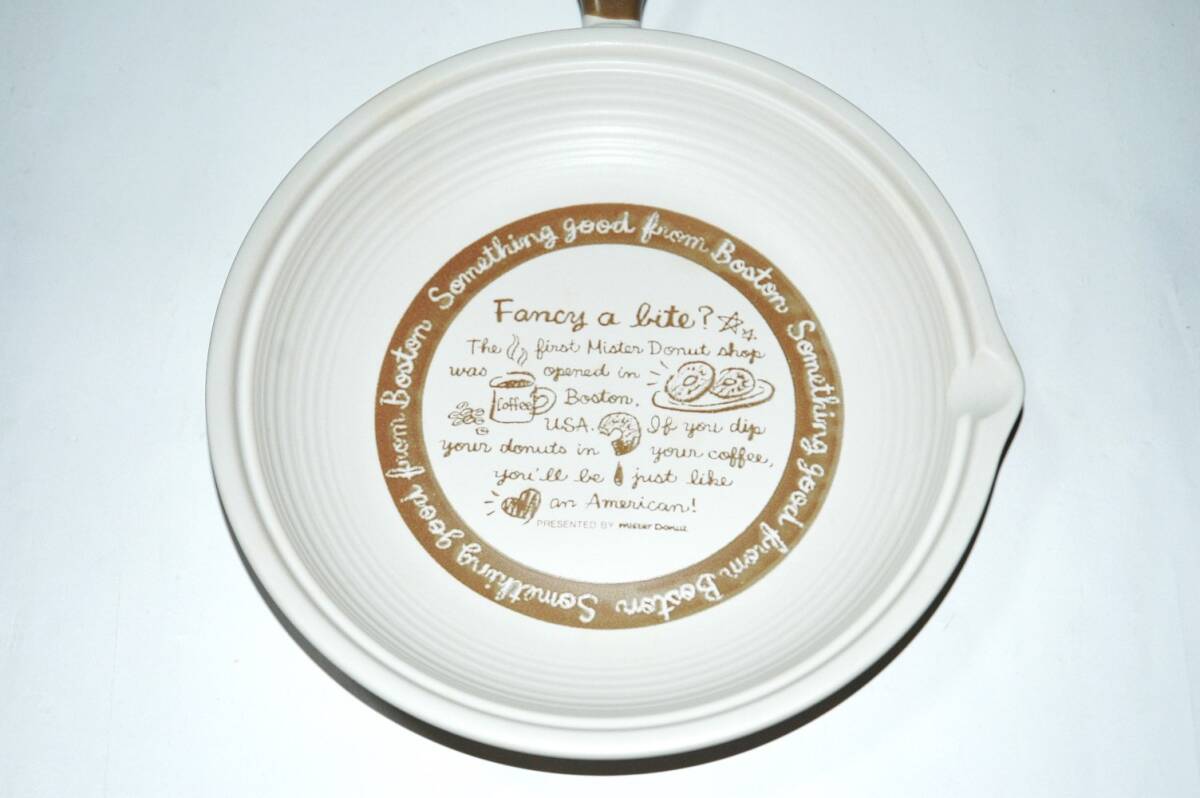 Something good from Boston Something good from Boston Something good from Boston
Fancy a bite?
The first Mister Donut shop
was opened in
Coffee
Boston,
USA. If you dip
your donuts in your coffee,
you'll be just like
an American!
PRESENTED BY mister Donut